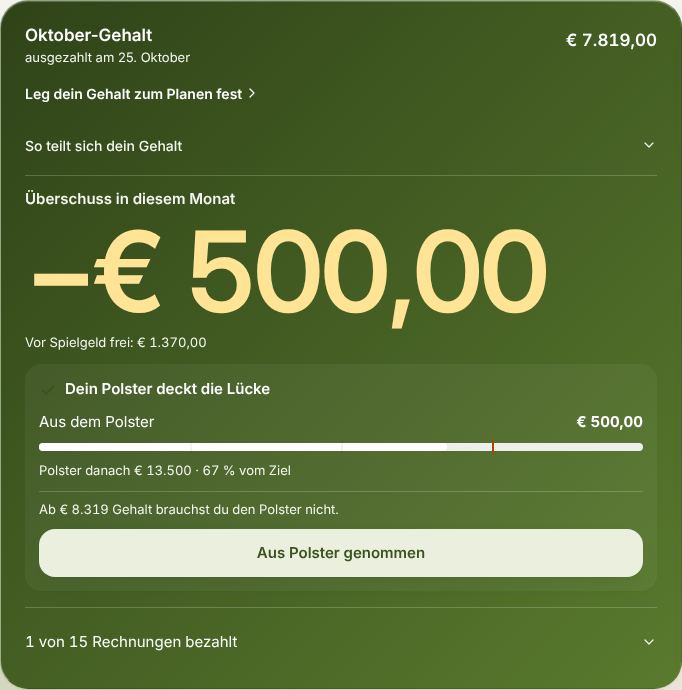 Oktober-Gehalt
€ 7.819,00
ausgezahlt am 25. Oktober
Leg dein Gehalt zum Planen fest
So teilt sich dein Gehalt
Überschuss in diesem Monat
–€ 500,00
Vor Spielgeld frei: € 1.370,00
Dein Polster deckt die Lücke
Aus dem Polster
€ 500,00
Polster danach € 13.500 · 67 % vom Ziel
Ab € 8.319 Gehalt brauchst du den Polster nicht.
Aus Polster genommen
1 von 15 Rechnungen bezahlt